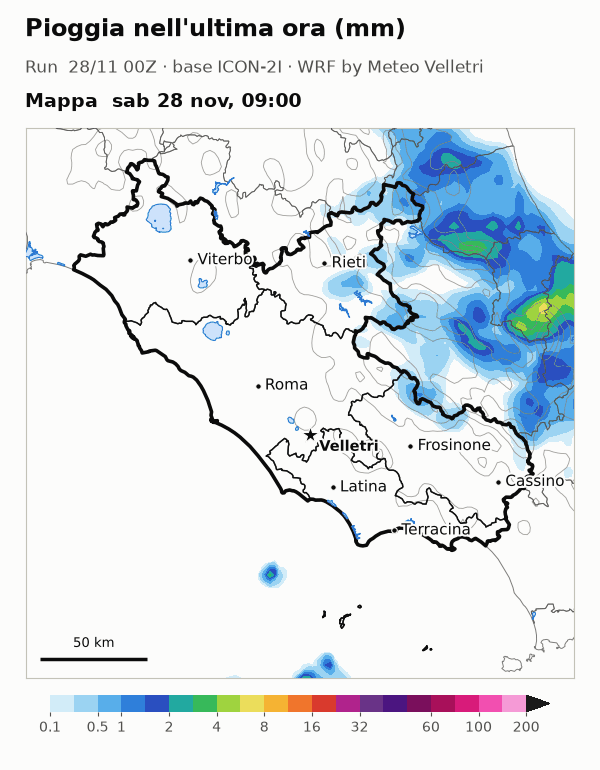 Pioggia nell'ultima ora (mm)
Run  28/11 00Z · base ICON-2I · WRF by Meteo Velletri
Mappa  sab 28 nov, 09:00
Viterbo
Rieti
Roma
Velletri
Frosinone
Cassino
Latina
Terracina
50 km
0.1 0.5 1 2 4 8 16 32 60 100 200